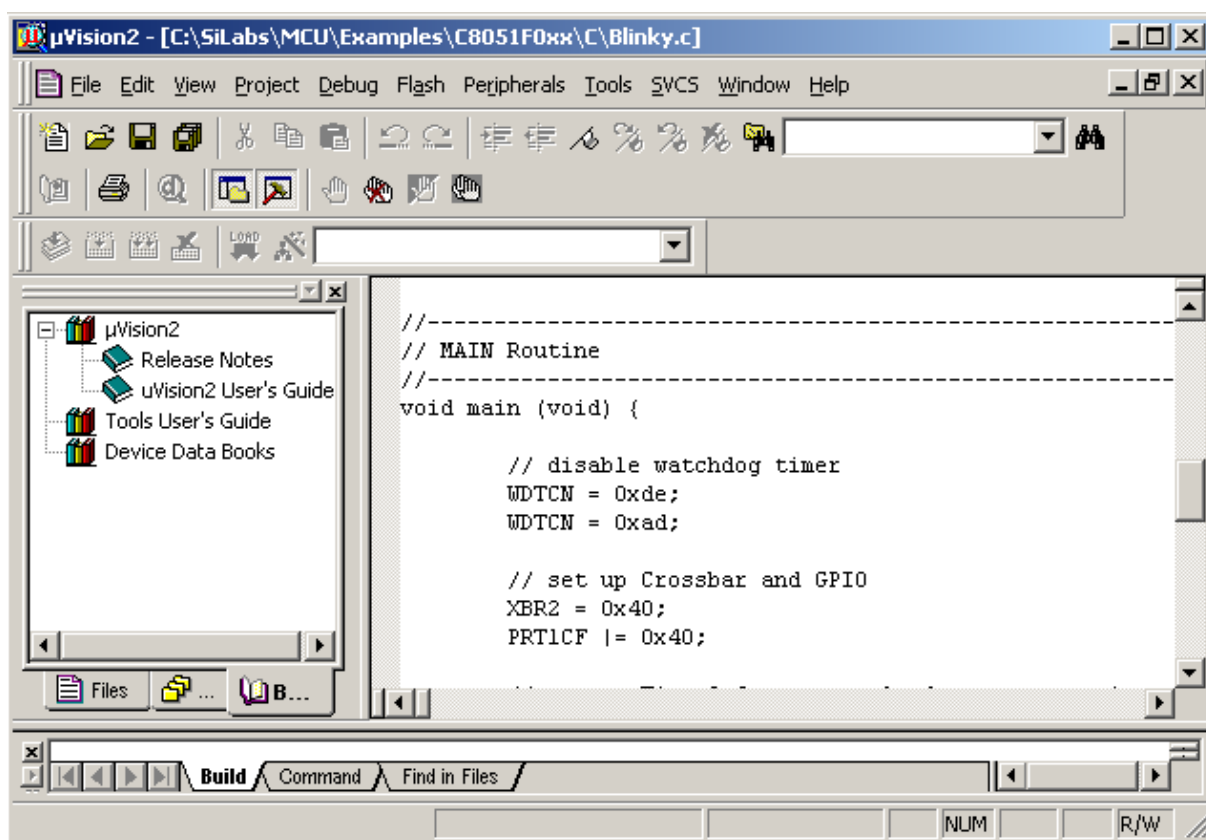 µVision2 - [C:\SiLabs\MCU\Examples\C8051F0xx\C\Blinky.c]
File Edit View Project Debug Flash Peripherals Tools SVCS Window Help
LOAD
µVision2
Release Notes
uVision2 User's Guide
Tools User's Guide
Device Data Books
Files ... B...
//--------------------------------------------------------
// MAIN Routine
//--------------------------------------------------------
void main (void) {
// disable watchdog timer
WDTCN = 0xde;
WDTCN = 0xad;
// set up Crossbar and GPIO
XBR2 = 0x40;
PRT1CF |= 0x40;
Build Command Find in Files
NUM R/W